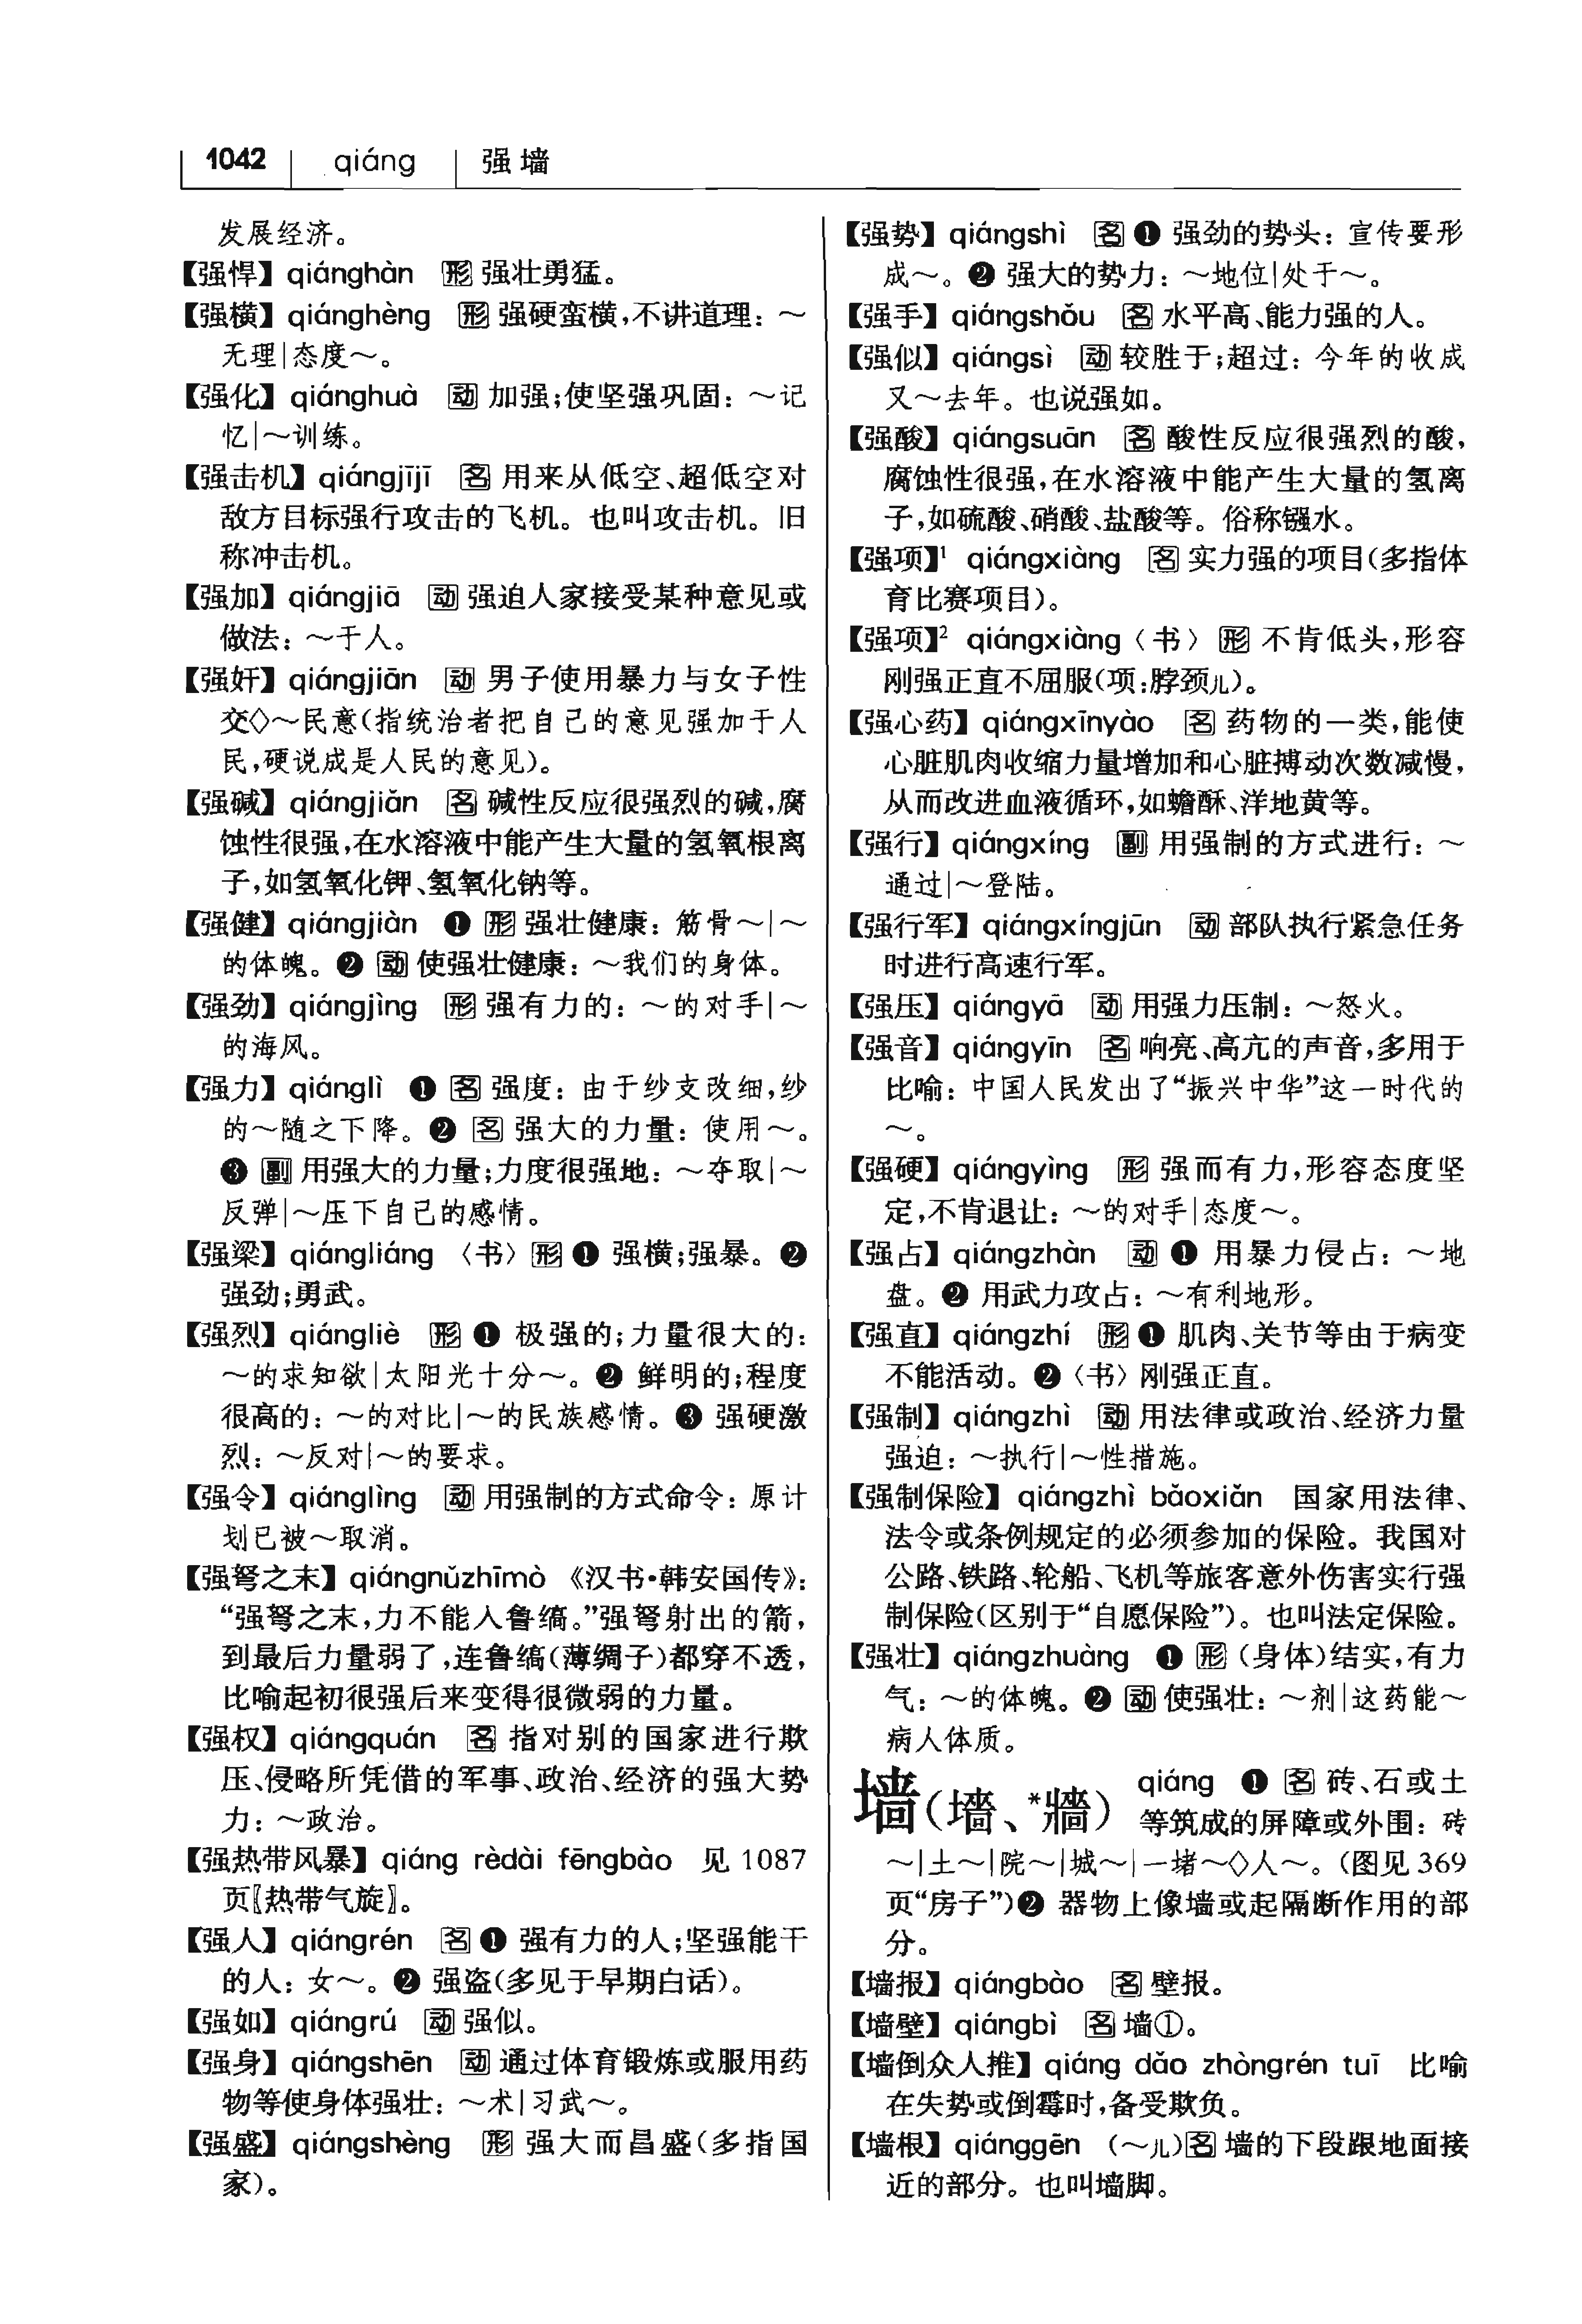 1042 qiáng 强 墙
发展经济。
【强悍】qiánghàn 形 强壮勇猛。
【强横】qiánghèng 形 强硬蛮横,不讲道理：～
无理|态度～。
【强化】qiánghuà 动 加强;使坚强巩固：～记
忆|～训练。
【强击机】qiángjījī 名 用来从低空、超低空对
敌方目标强行攻击的飞机。也叫攻击机。旧
称冲击机。
【强加】qiángjiā 动 强迫人家接受某种意见或
做法：～于人。
【强奸】qiángjiān 动 男子使用暴力与女子性
交◇～民意(指统治者把自己的意见强加于人
民,硬说成是人民的意见)。
【强碱】qiángjiǎn 名 碱性反应很强烈的碱,腐
蚀性很强,在水溶液中能产生大量的氢氧根离
子,如氢氧化钾、氢氧化钠等。
【强健】qiángjiàn ❶ 形 强壮健康：筋骨～|～
的体魄。❷ 动 使强壮健康：～我们的身体。
【强劲】qiángjìng 形 强有力的：～的对手|～
的海风。
【强力】qiánglì ❶ 名 强度：由于纱支改细,纱
的～随之下降。❷ 名 强大的力量：使用～。
❸ 副 用强大的力量;力度很强地：～夺取|～
反弹|～压下自己的感情。
【强梁】qiángliáng 〈书〉形 ❶ 强横;强暴。❷
强劲;勇武。
【强烈】qiángliè 形 ❶ 极强的;力量很大的：
～的求知欲|太阳光十分～。❷ 鲜明的;程度
很高的：～的对比|～的民族感情。❸ 强硬激
烈：～反对|～的要求。
【强令】qiánglìng 动 用强制的方式命令：原计
划已被～取消。
【强弩之末】qiángnǔzhīmò 《汉书·韩安国传》：
“强弩之末,力不能入鲁缟。”强弩射出的箭,
到最后力量弱了,连鲁缟(薄绸子)都穿不透,
比喻起初很强后来变得很微弱的力量。
【强权】qiángquán 名 指对别的国家进行欺
压、侵略所凭借的军事、政治、经济的强大势
力：～政治。
【强热带风暴】qiáng rèdài fēngbào 见 1087
页〖热带气旋〗。
【强人】qiángrén 名 ❶ 强有力的人;坚强能干
的人：女～。❷ 强盗(多见于早期白话)。
【强如】qiángrú 动 强似。
【强身】qiángshēn 动 通过体育锻炼或服用药
物等使身体强壮：～术|习武～。
【强盛】qiángshèng 形 强大而昌盛(多指国
家)。
【强势】qiángshì 名 ❶ 强劲的势头：宣传要形
成～。❷ 强大的势力：～地位|处于～。
【强手】qiángshǒu 名 水平高、能力强的人。
【强似】qiángsì 动 较胜于;超过：今年的收成
又～去年。也说强如。
【强酸】qiángsuān 名 酸性反应很强烈的酸,
腐蚀性很强,在水溶液中能产生大量的氢离
子,如硫酸、硝酸、盐酸等。俗称镪水。
【强项】¹ qiángxiàng 名 实力强的项目(多指体
育比赛项目)。
【强项】² qiángxiàng〈书〉形 不肯低头,形容
刚强正直不屈服(项:脖颈儿)。
【强心药】qiángxīnyào 名 药物的一类,能使
心脏肌肉收缩力量增加和心脏搏动次数减慢,
从而改进血液循环,如蟾酥、洋地黄等。
【强行】qiángxíng 副 用强制的方式进行：～
通过|～登陆。
【强行军】qiángxíngjūn 动 部队执行紧急任务
时进行高速行军。
【强压】qiángyā 动 用强力压制：～怒火。
【强音】qiángyīn 名 响亮、高亢的声音,多用于
比喻：中国人民发出了“振兴中华”这一时代的
～。
【强硬】qiángyìng 形 强而有力,形容态度坚
定,不肯退让：～的对手|态度～。
【强占】qiángzhàn 动 ❶ 用暴力侵占：～地
盘。❷ 用武力攻占：～有利地形。
【强直】qiángzhí 形 ❶ 肌肉、关节等由于病变
不能活动。❷〈书〉刚强正直。
【强制】qiángzhì 动 用法律或政治、经济力量
强迫：～执行|～性措施。
【强制保险】qiángzhì bǎoxiǎn 国家用法律、
法令或条例规定的必须参加的保险。我国对
公路、铁路、轮船、飞机等旅客意外伤害实行强
制保险(区别于“自愿保险”)。也叫法定保险。
【强壮】qiángzhuàng ❶ 形 (身体)结实,有力
气：～的体魄。❷ 动 使强壮：～剂|这药能～
病人体质。
墙(墻、*牆) qiáng ❶ 名 砖、石或土
等筑成的屏障或外围：砖
～|土～|院～|城～|一堵～◇人～。(图见 369
页“房子”)❷ 器物上像墙或起隔断作用的部
分。
【墙报】qiángbào 名 壁报。
【墙壁】qiángbì 名 墙①。
【墙倒众人推】qiáng dǎo zhòngrén tuī 比喻
在失势或倒霉时,备受欺负。
【墙根】qiánggēn (～儿)名 墙的下段跟地面接
近的部分。也叫墙脚。